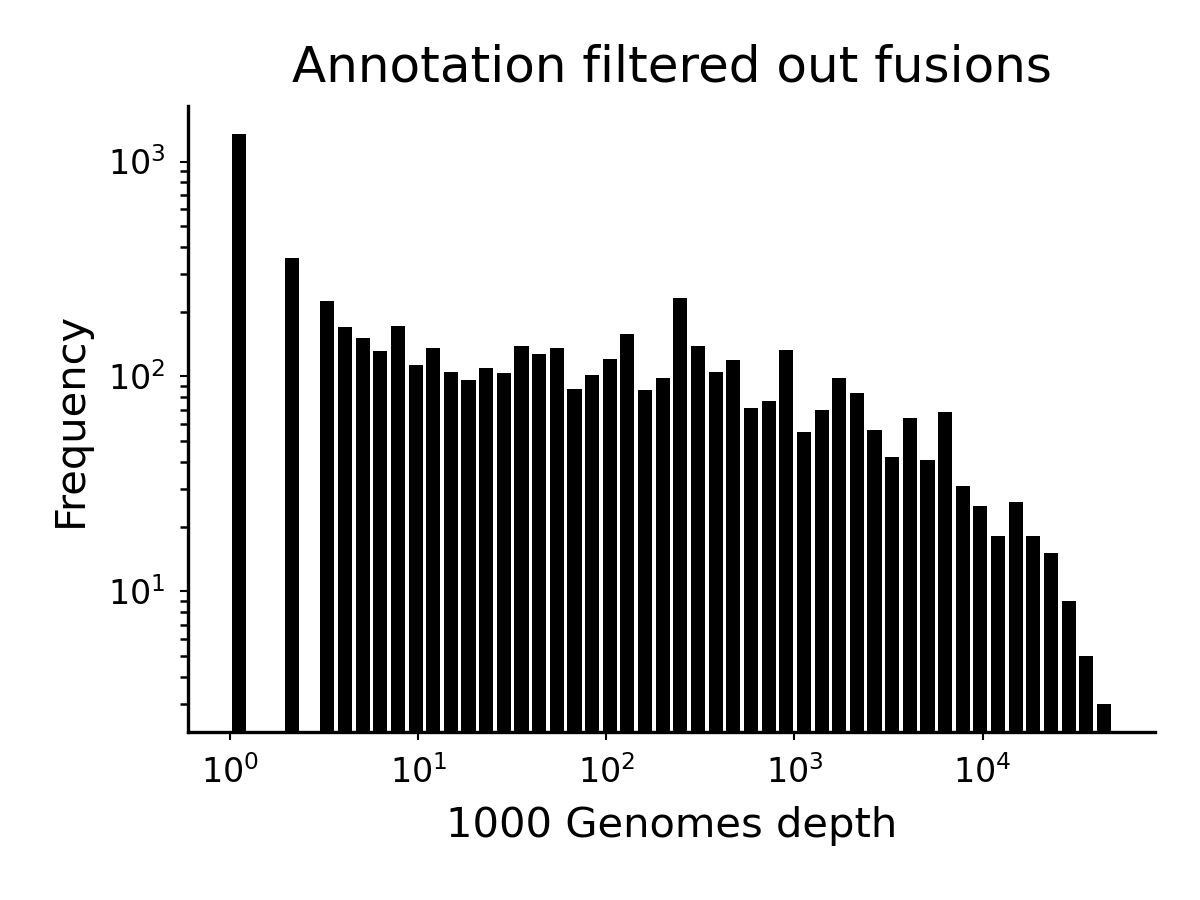 Annotation filtered out fusions
10³
10²
10¹
Frequency
10⁰ 10¹ 10² 10³ 10⁴
1000 Genomes depth